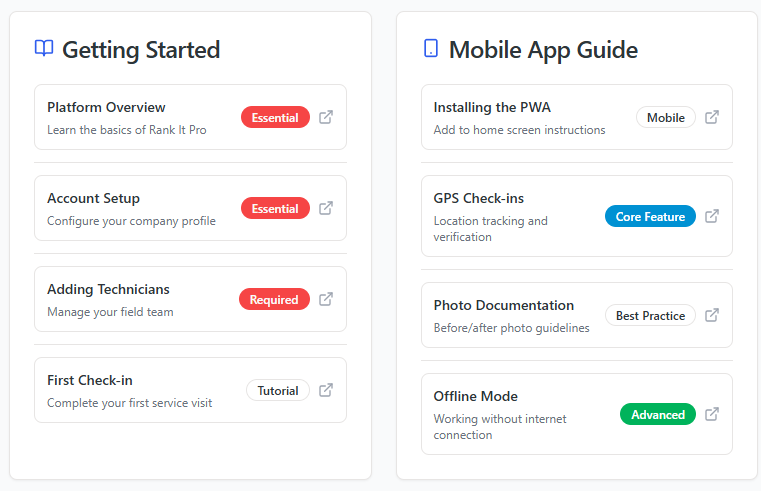 Getting Started
Platform Overview
Learn the basics of Rank It Pro
Essential
Account Setup
Configure your company profile
Essential
Adding Technicians
Manage your field team
Required
First Check-in
Complete your first service visit
Tutorial
Mobile App Guide
Installing the PWA
Add to home screen instructions
Mobile
GPS Check-ins
Location tracking and
verification
Core Feature
Photo Documentation
Before/after photo guidelines
Best Practice
Offline Mode
Working without internet
connection
Advanced